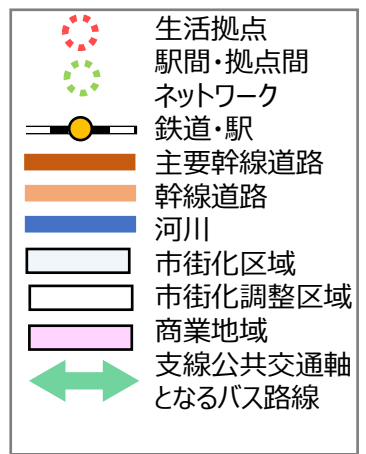 生活拠点
駅間・拠点間
ネットワーク
鉄道・駅
主要幹線道路
幹線道路
河川
市街化区域
市街化調整区域
商業地域
支線公共交通軸
となるバス路線